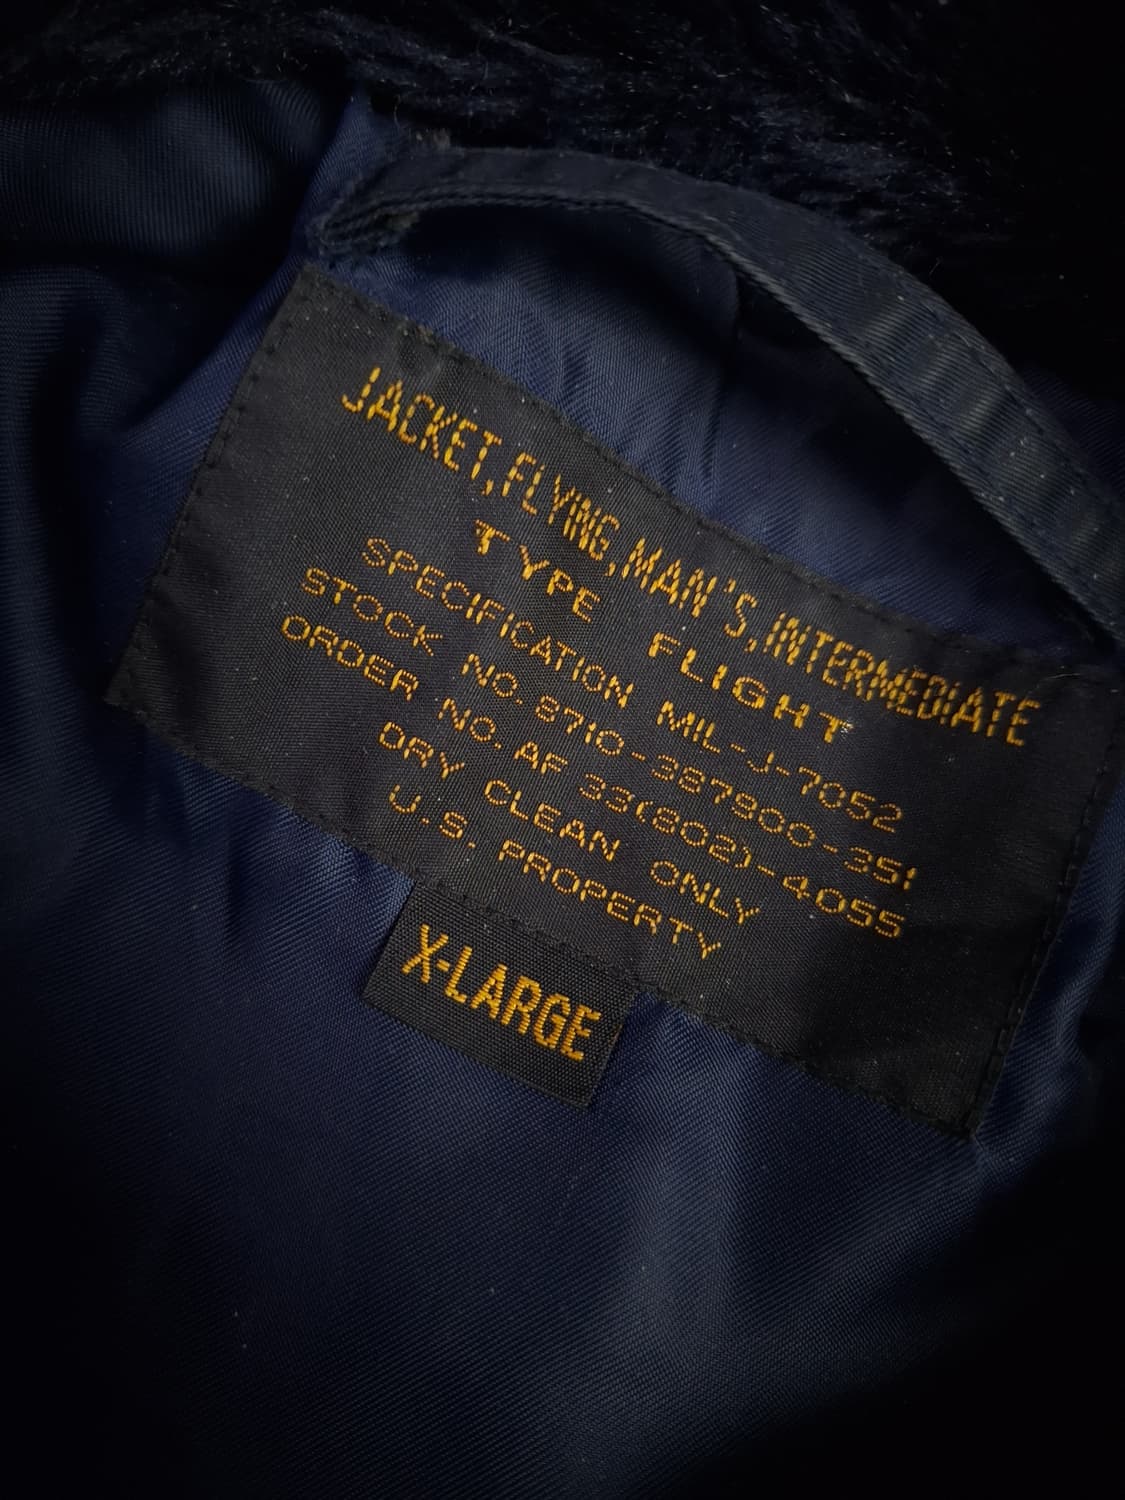 JACKET, FLYING, MAN'S, INTERMEDIATE
TYPE FLIGHT
SPECIFICATION MIL-J-7052
STOCK NO. 8710-387900-351
ORDER NO. AF 33(802)-4055
DRY CLEAN ONLY
U.S. PROPERTY
X-LARGE